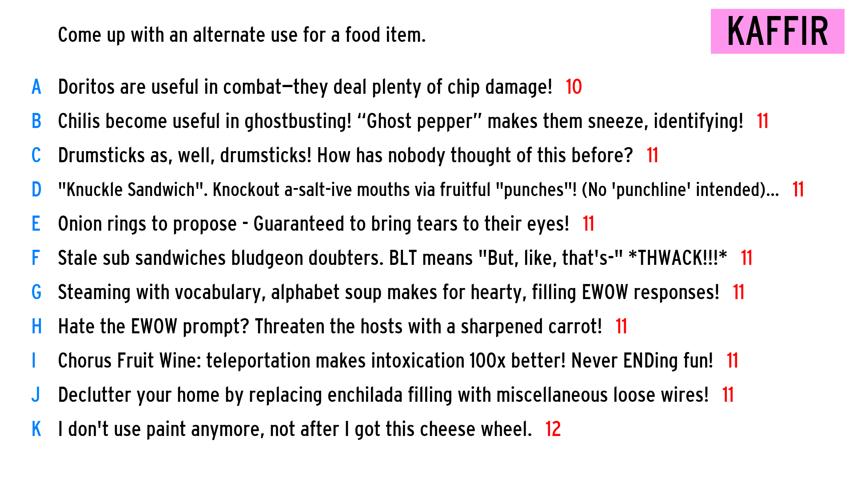 Come up with an alternate use for a food item.
KAFFIR
A Doritos are useful in combat—they deal plenty of chip damage! 10
B Chilis become useful in ghostbusting! “Ghost pepper” makes them sneeze, identifying! 11
C Drumsticks as, well, drumsticks! How has nobody thought of this before? 11
D "Knuckle Sandwich". Knockout a-salt-ive mouths via fruitful "punches"! (No 'punchline' intended)... 11
E Onion rings to propose - Guaranteed to bring tears to their eyes! 11
F Stale sub sandwiches bludgeon doubters. BLT means "But, like, that's-" *THWACK!!!* 11
G Steaming with vocabulary, alphabet soup makes for hearty, filling EWOW responses! 11
H Hate the EWOW prompt? Threaten the hosts with a sharpened carrot! 11
I Chorus Fruit Wine: teleportation makes intoxication 100x better! Never ENDing fun! 11
J Declutter your home by replacing enchilada filling with miscellaneous loose wires! 11
K I don't use paint anymore, not after I got this cheese wheel. 12